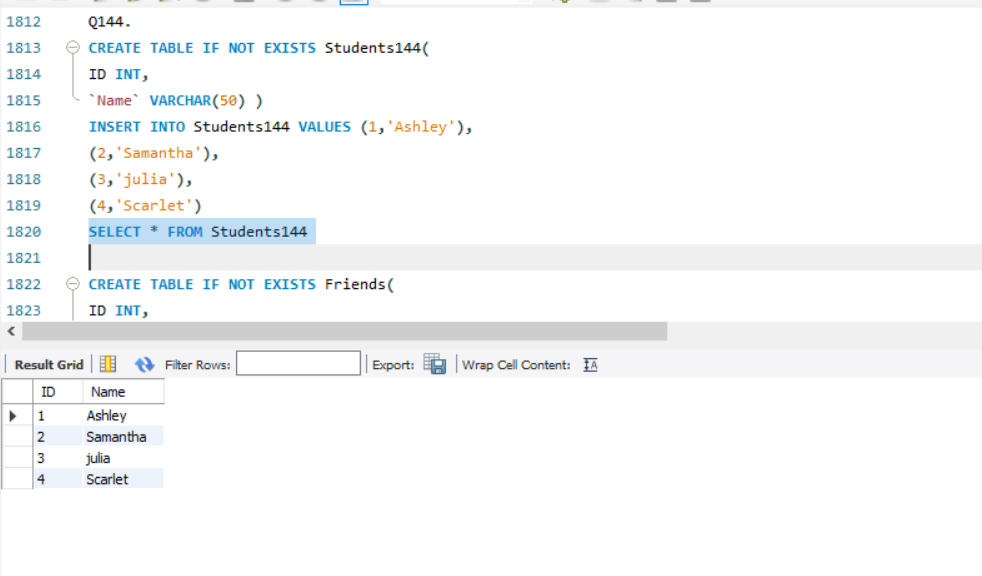 1812 Q144.
1813 CREATE TABLE IF NOT EXISTS Students144(
1814 ID INT,
1815 `Name` VARCHAR(50) )
1816 INSERT INTO Students144 VALUES (1,'Ashley'),
1817 (2,'Samantha'),
1818 (3,'julia'),
1819 (4,'Scarlet')
1820 SELECT * FROM Students144
1821
1822 CREATE TABLE IF NOT EXISTS Friends(
1823 ID INT,
Result Grid Filter Rows: Export: Wrap Cell Content:
ID Name
1 Ashley
2 Samantha
3 julia
4 Scarlet